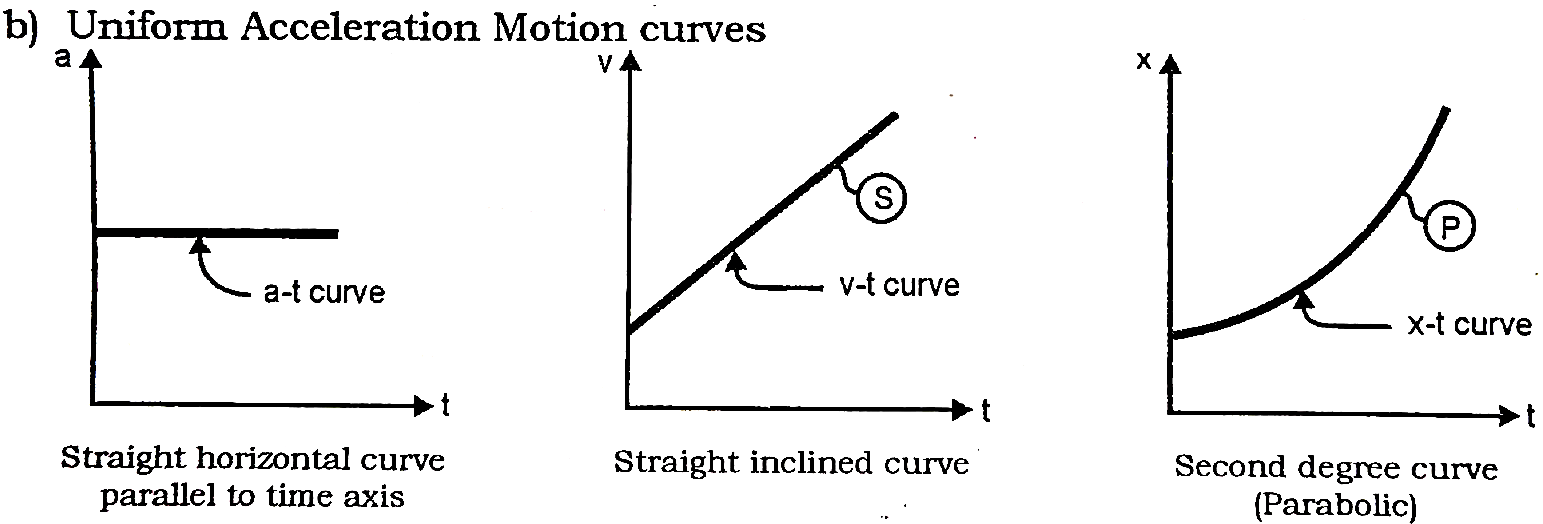 b) Uniform Acceleration Motion curves
a
a-t curve
t
Straight horizontal curve
parallel to time axis
v
S
v-t curve
t
Straight inclined curve
x
P
x-t curve
t
Second degree curve
(Parabolic)